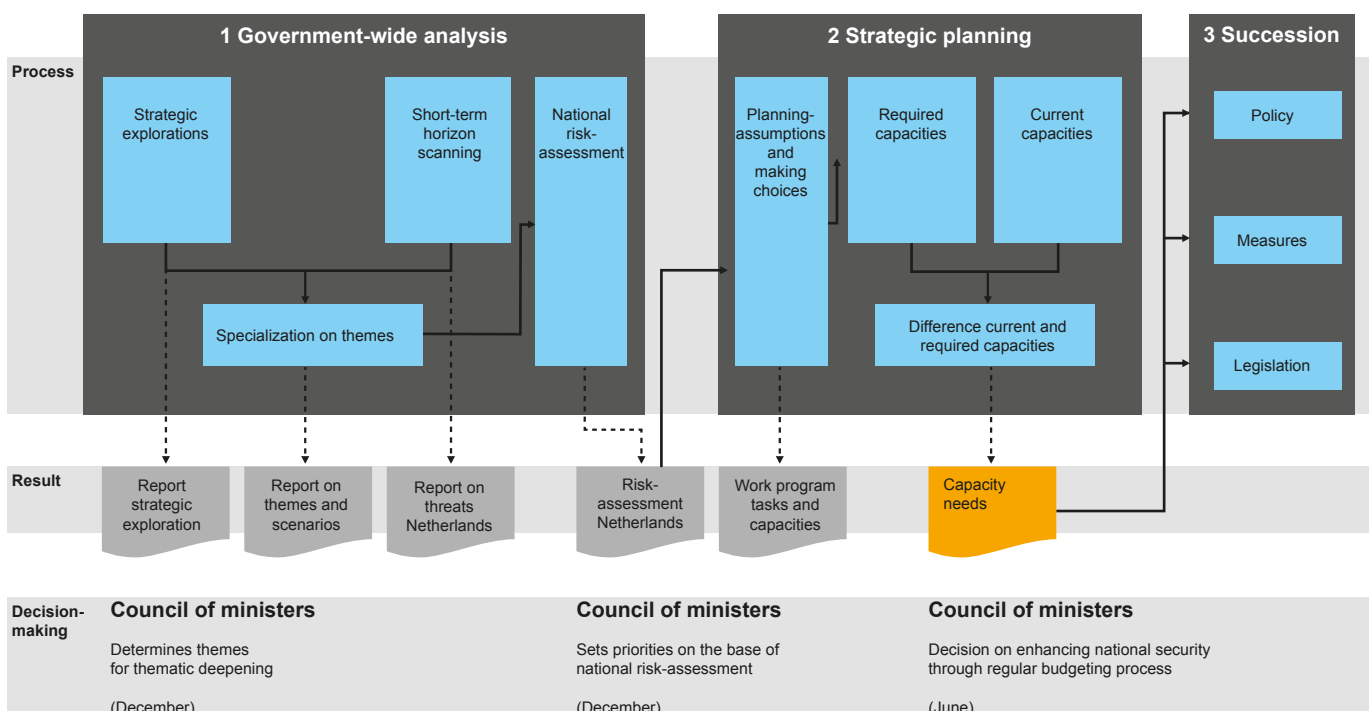 1 Government-wide analysis
2 Strategic planning
3 Succession
Process
Strategic
explorations
Short-term
horizon
scanning
National
risk-
assessment
Planning-
assumptions
and
making
choices
Required
capacities
Current
capacities
Policy
Measures
Legislation
Specialization on themes
Difference current and
required capacities
Result
Report
strategic
exploration
Report on
themes and
scenarios
Report on
threats
Netherlands
Risk-
assessment
Netherlands
Work program
tasks and
capacities
Capacity
needs
Decision-
making
Council of ministers
Determines themes
for thematic deepening
(December)
Council of ministers
Sets priorities on the base of
national risk-assessment
(December)
Council of ministers
Decision on enhancing national security
through regular budgeting process
(June)